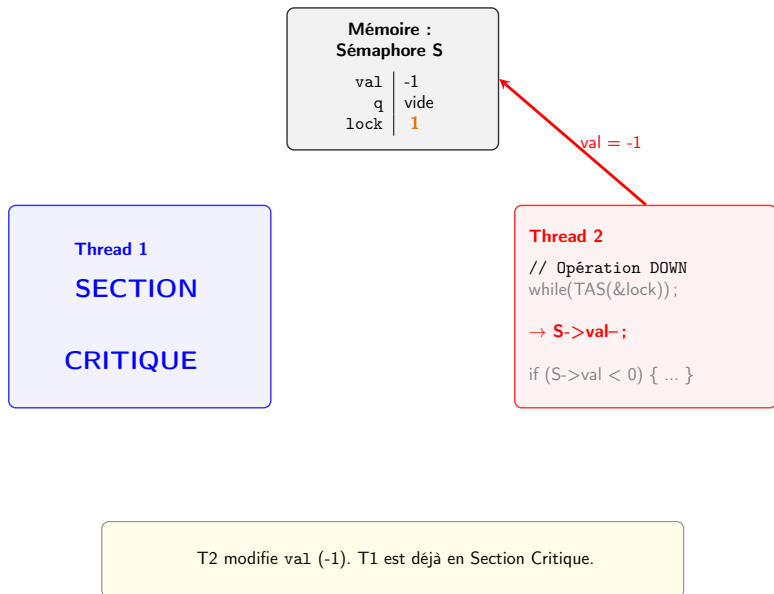 Mémoire :
Sémaphore S
val -1
q vide
lock 1
val = -1
Thread 1
SECTION
CRITIQUE
Thread 2
// Opération DOWN
while(TAS(&lock)) ;
→ S->val– ;
if (S->val < 0) { ... }
T2 modifie val (-1). T1 est déjà en Section Critique.